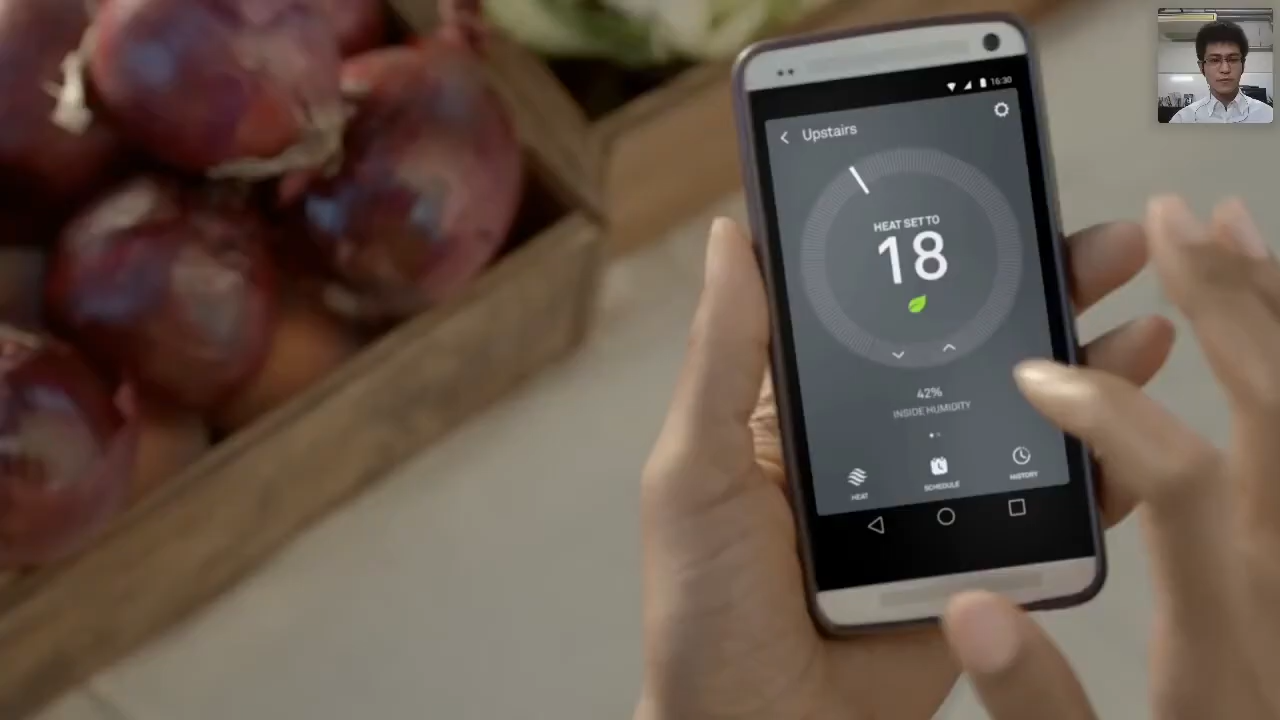 16:30
Upstairs
HEAT SET TO
18
42%
INSIDE HUMIDITY
HEAT
SCHEDULE
HISTORY